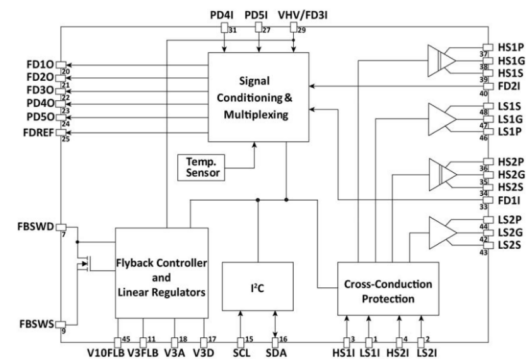 PD4I PD5I VHV/FD3I
31 27 29
FD1O
20
FD2O
21
FD3O
22
PD4O
23
PD5O
24
FDREF
25
Signal
Conditioning &
Multiplexing
Temp.
Sensor
HS1P
37
HS1G
38
HS1S
39
FD2I
40
LS1S
48
LS1G
47
LS1P
46
HS2P
36
HS2G
35
HS2S
34
FD1I
33
LS2P
44
LS2G
42
LS2S
43
FBSWD
7
FBSWS
9
Flyback Controller
and
Linear Regulators
I²C
Cross-Conduction
Protection
45 11 18 17 15 16 3 1 4 2
V10FLB V3FLB V3A V3D SCL SDA HS1I LS1I HS2I LS2I